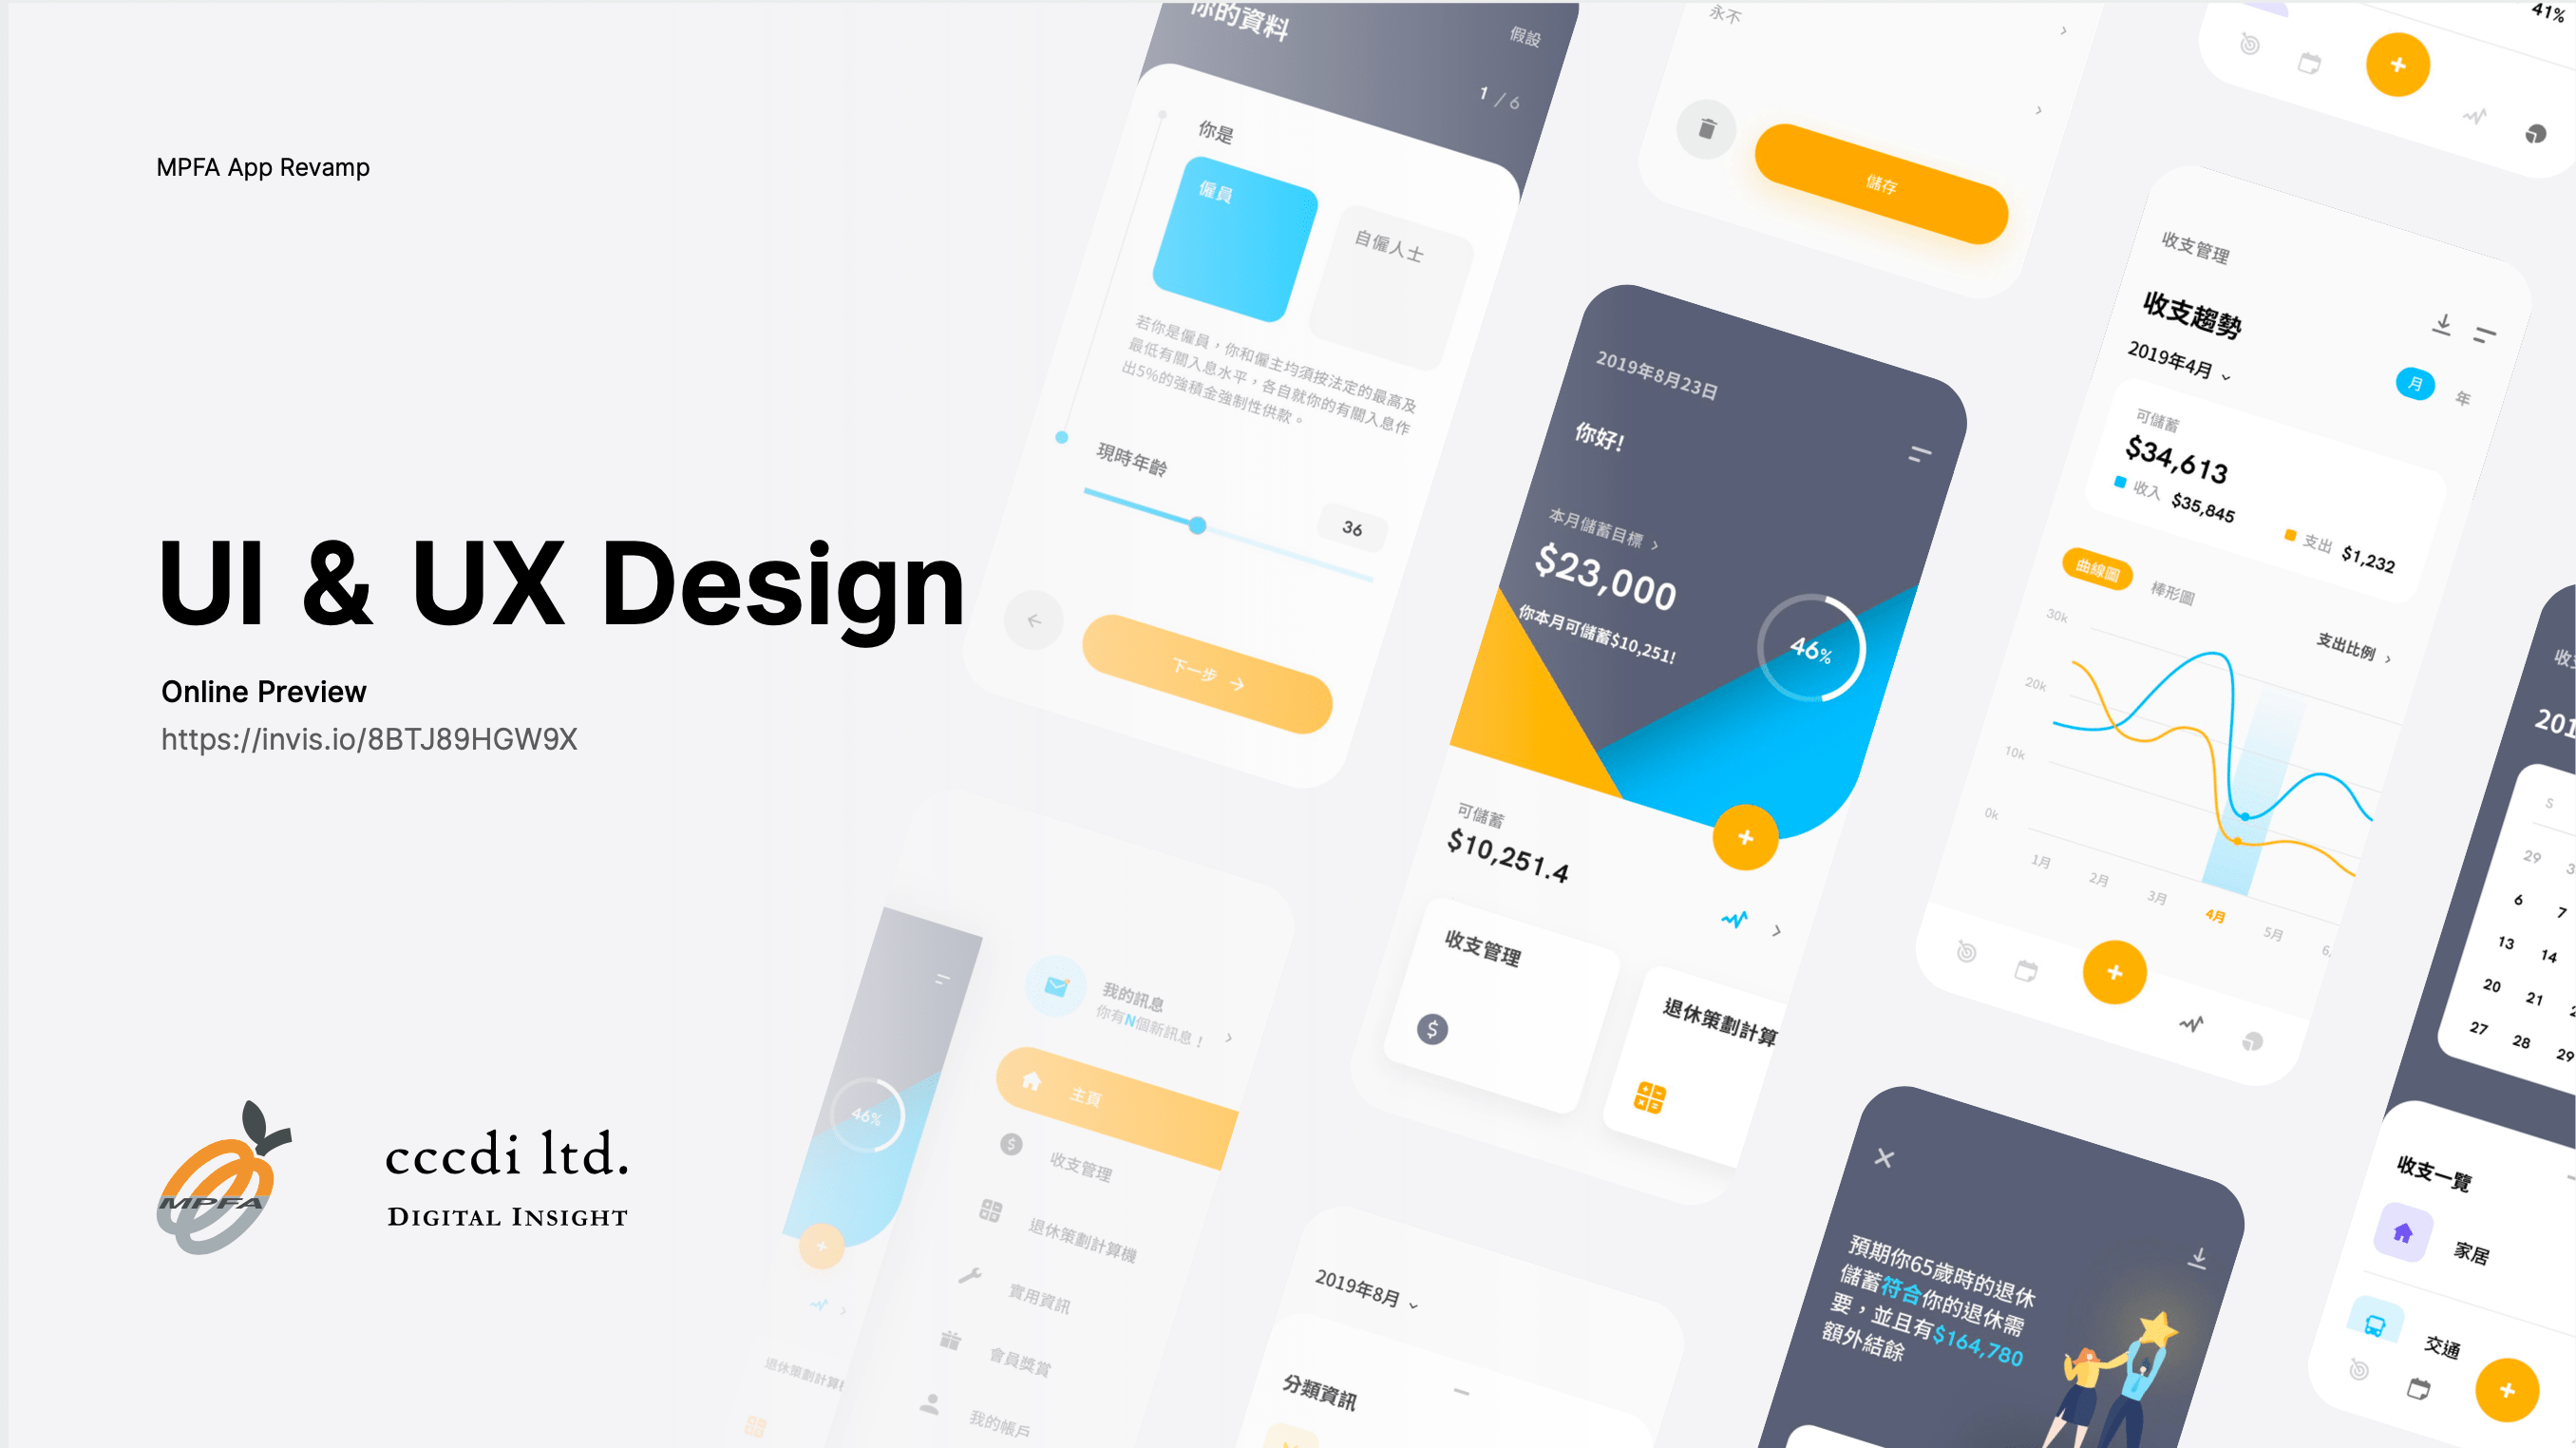 MPFA App Revamp
UI & UX Design
Online Preview
https://invis.io/8BTJ89HGW9X
MPFA
cccdi ltd.
DIGITAL INSIGHT
你的資料
假設
1 / 6
你是
僱員
自僱人士
若你是僱員，你和僱主均須按法定的最高及
最低有關入息水平，各自就你的有關入息作
出5%的強積金強制性供款。
現時年齡
36
下一步
46%
退休策劃計算
我的訊息
你有N個新訊息！
主頁
收支管理
退休策劃計算機
實用資訊
會員獎賞
我的帳戶
永不
儲存
2019年8月23日
你好!
本月儲蓄目標
$23,000
你本月可儲蓄$10,251!
46%
可儲蓄
$10,251.4
收支管理
退休策劃計算
2019年8月
分類資訊
41%
收支管理
收支趨勢
2019年4月
月
年
可儲蓄
$34,613
收入 $35,845
支出 $1,232
曲線圖
棒形圖
支出比例
30k
20k
10k
0k
1月 2月 3月 4月 5月 6
預期你65歲時的退休
儲蓄符合你的退休需
要，並且有$164,780
額外結餘
收
201
S
29 3
6 7
13 14
20 21 2
27 28 29
收支一覽
家居
交通